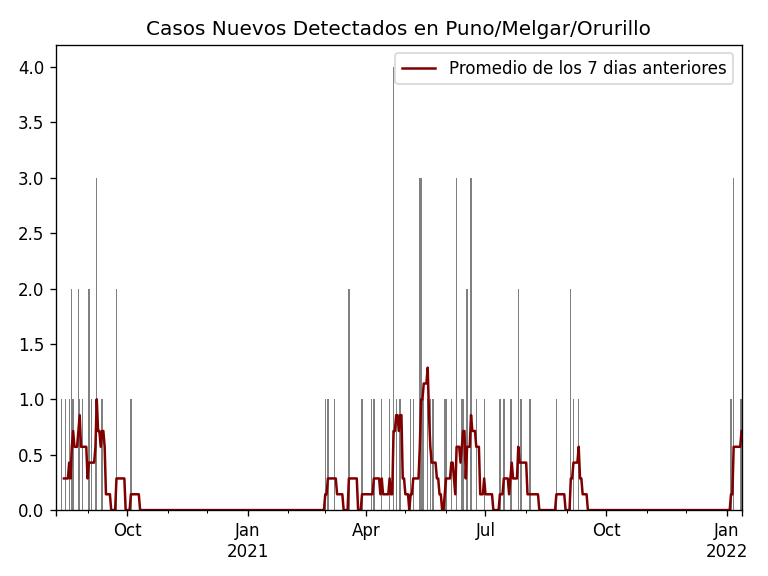 Casos Nuevos Detectados en Puno/Melgar/Orurillo
Promedio de los 7 dias anteriores
4.0
3.5
3.0
2.5
2.0
1.5
1.0
0.5
0.0
Oct
Jan
2021
Apr
Jul
Oct
Jan
2022